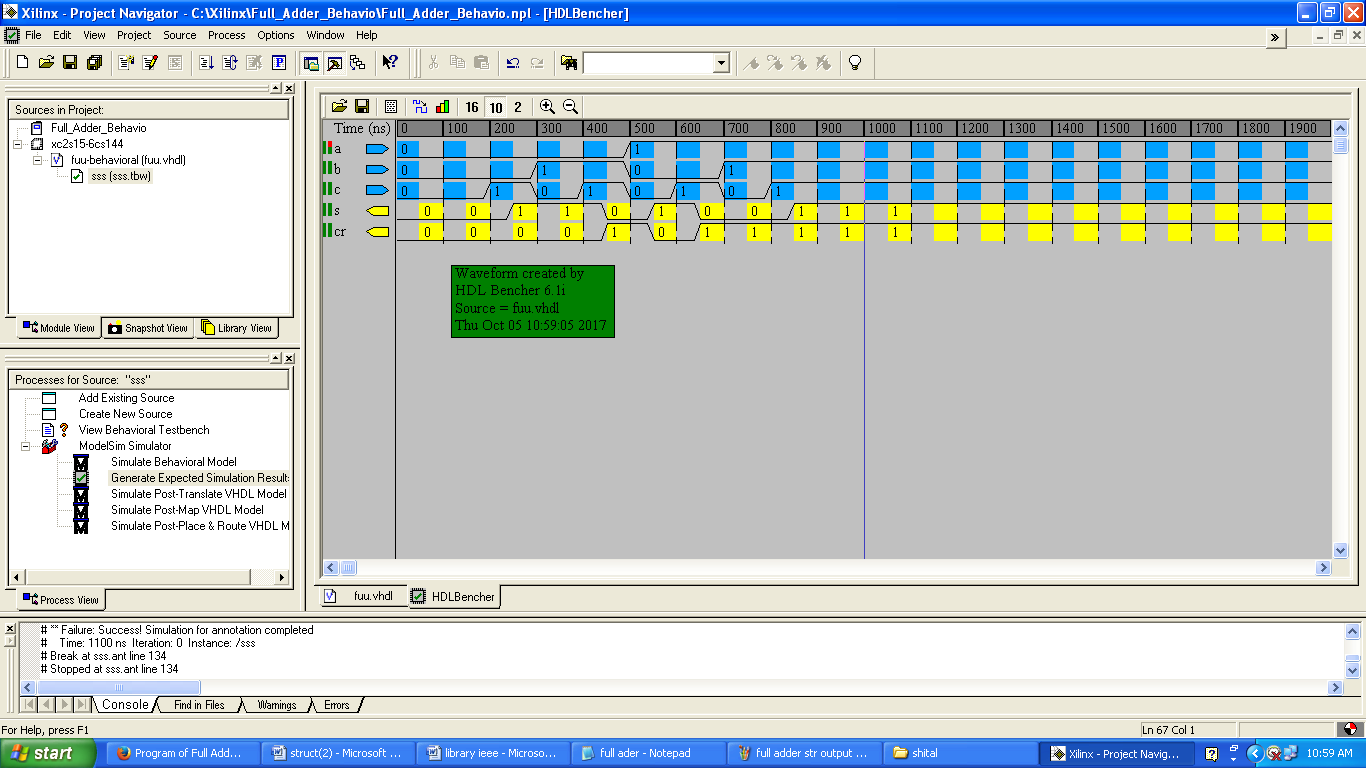 Xilinx - Project Navigator - C:\Xilinx\Full_Adder_Behavio\Full_Adder_Behavio.npl - [HDLBencher]
File Edit View Project Source Process Options Window Help
»
P
16 10 2
Sources in Project:
Full_Adder_Behavio
xc2s15-6cs144
fuu-behavioral (fuu.vhdl)
sss (sss.tbw)
Module View Snapshot View Library View
Processes for Source: "sss"
Add Existing Source
Create New Source
View Behavioral Testbench
ModelSim Simulator
Simulate Behavioral Model
Generate Expected Simulation Result:
Simulate Post-Translate VHDL Model
Simulate Post-Map VHDL Model
Simulate Post-Place & Route VHDL M
Process View
Time (ns) 0 100 200 300 400 500 600 700 800 900 1000 1100 1200 1300 1400 1500 1600 1700 1800 1900
a 0 1
b 0 1 0 1
c 0 1 0 1 0 1 0 1
s 0 0 1 1 0 1 0 0 1 1 1
cr 0 0 0 0 1 0 1 1 1 1 1
Waveform created by
HDL Bencher 6.1i
Source = fuu.vhdl
Thu Oct 05 10:59:05 2017
fuu.vhdl HDLBencher
# ** Failure: Success! Simulation for annotation completed
# Time: 1100 ns Iteration: 0 Instance: /sss
# Break at sss.ant line 134
# Stopped at sss.ant line 134
Console Find in Files Warnings Errors
For Help, press F1
Ln 67 Col 1
start Program of Full Add... struct(2) - Microsoft ... library ieee - Microso... full ader - Notepad full adder str output ... shital Xilinx - Project Navig... 10:59 AM